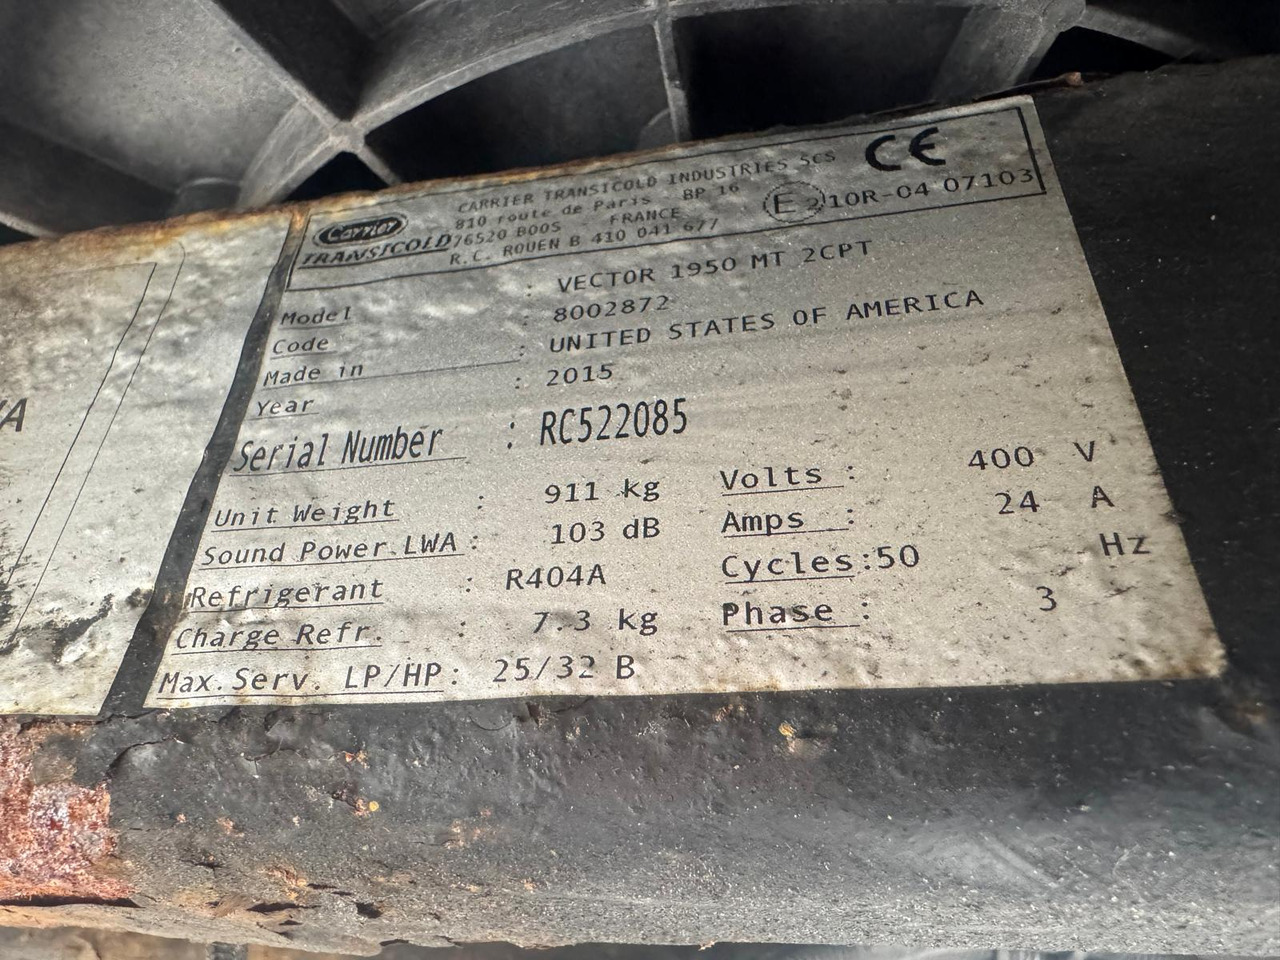 Carrier
TRANSICOLD
CARRIER TRANSICOLD INDUSTRIES SCS
810 route de Paris BP 16
76520 BOOS FRANCE
R.C. ROUEN B 410 041 677
CE
E2 10R-04 07103
Model : VECTOR 1950 MT 2CPT
Code : 8002872
Made in : UNITED STATES OF AMERICA
Year : 2015
Serial Number : RC522085
Unit Weight : 911 kg
Sound Power.LWA : 103 dB
Refrigerant : R404A
Charge Refr. : 7.3 kg
Max. Serv. LP/HP : 25/32 B
Volts : 400 V
Amps : 24 A
Cycles:50 Hz
Phase : 3